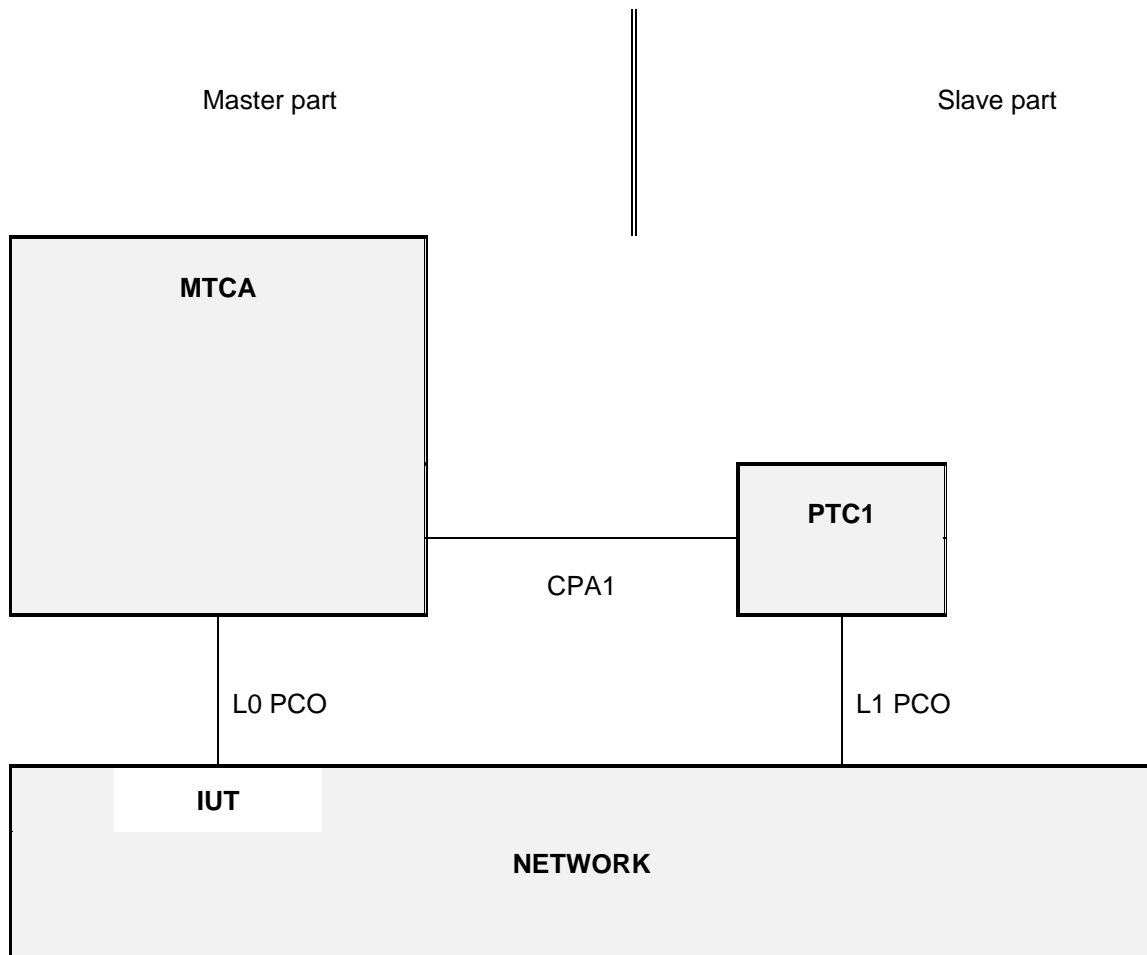 Master part
Slave part
MTCA
PTC1
CPA1
L0 PCO
L1 PCO
IUT
NETWORK